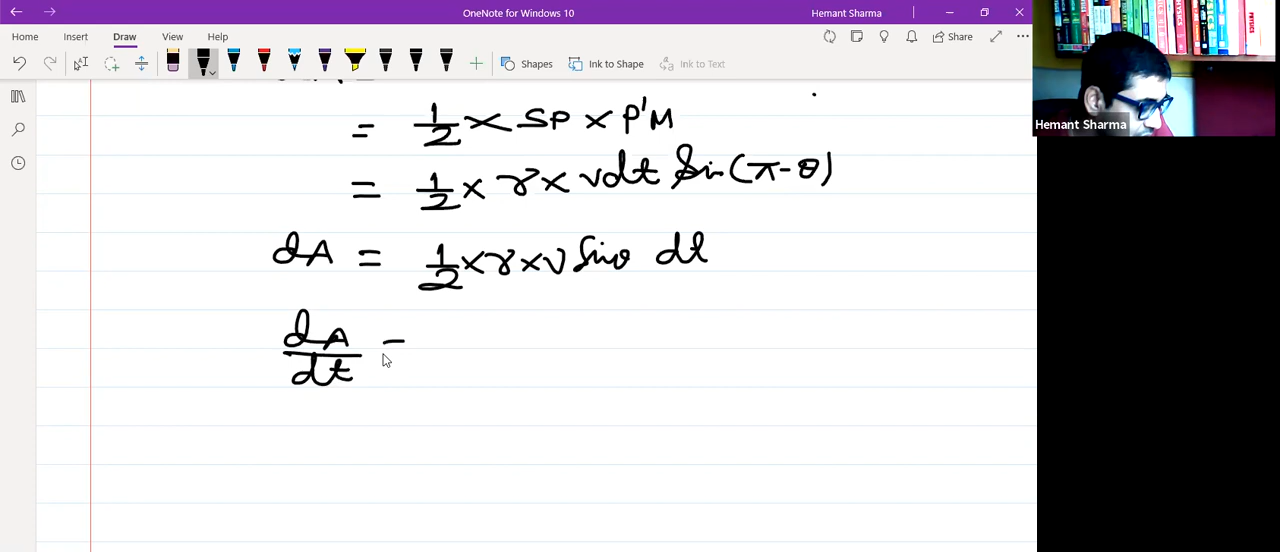 OneNote for Windows 10
Hemant Sharma
Home Insert Draw View Help
Share
Shapes Ink to Shape Ink to Text
= 1/2 × SP × P'M
= 1/2 × r × vdt Sin(π-θ)
dA = 1/2 × r × v Sinθ dt
dA/dt =
PHYSICS
Hemant Sharma